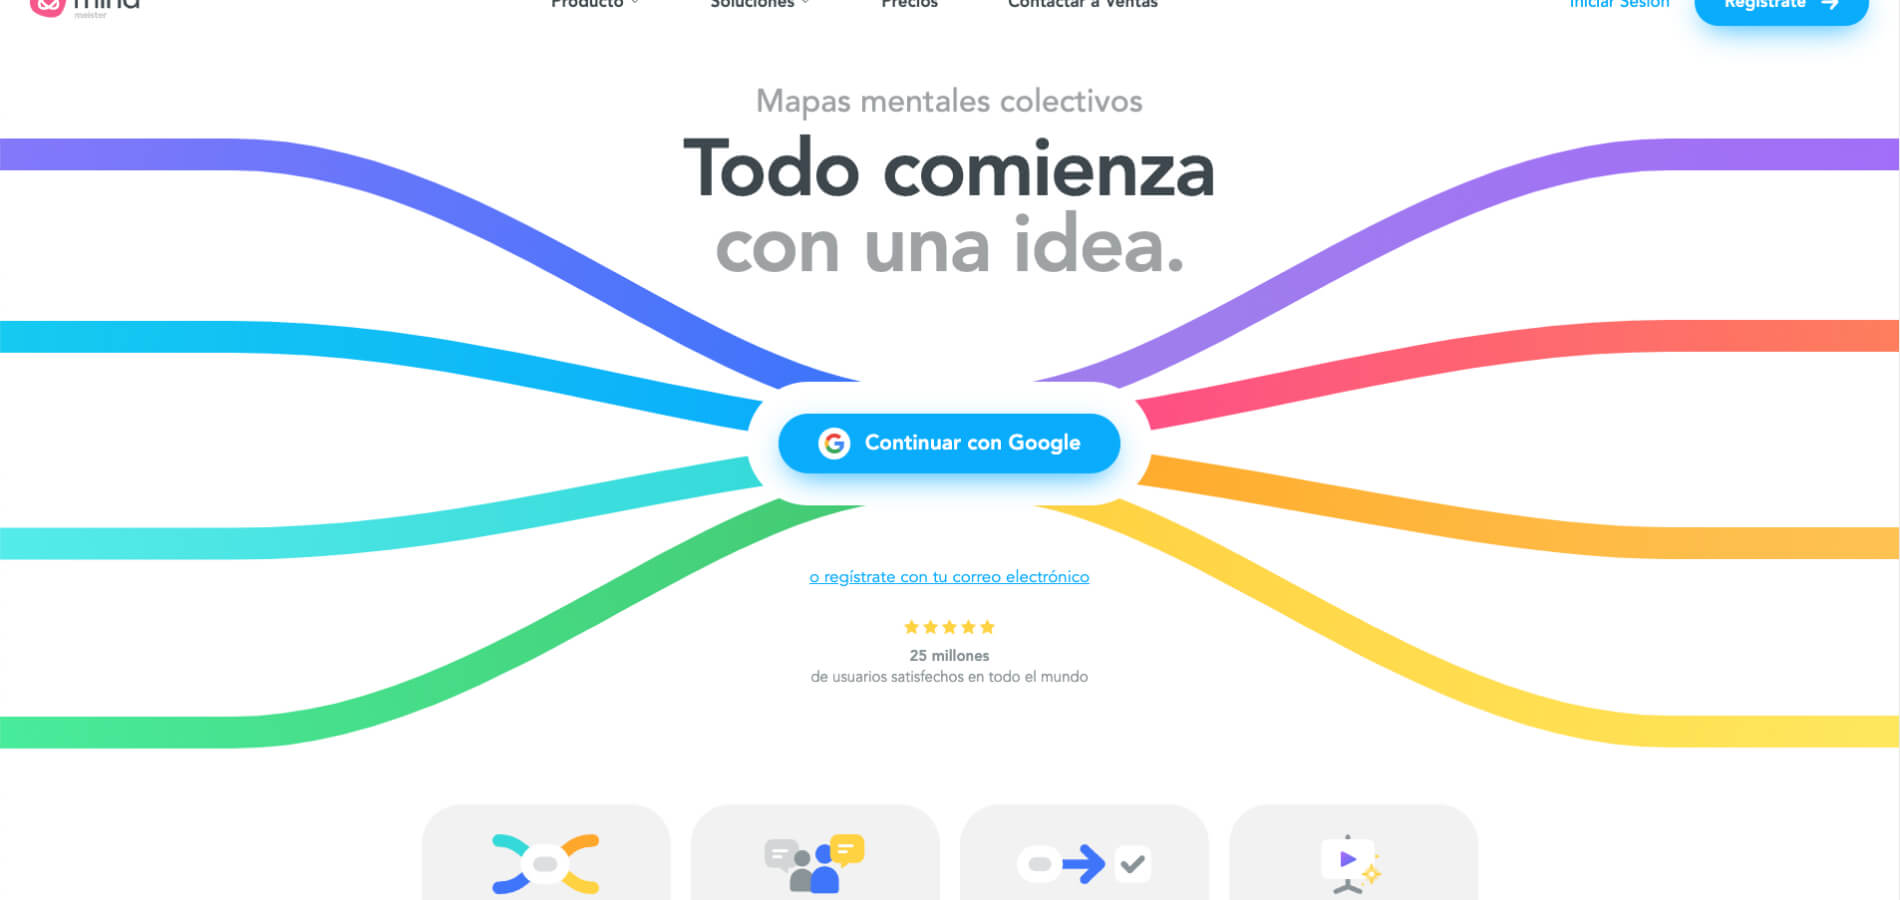 mind
meister
Producto
Soluciones
Precios
Contactar a Ventas
Iniciar Sesión
Regístrate
Mapas mentales colectivos
Todo comienza
con una idea.
Continuar con Google
o regístrate con tu correo electrónico
25 millones
de usuarios satisfechos en todo el mundo